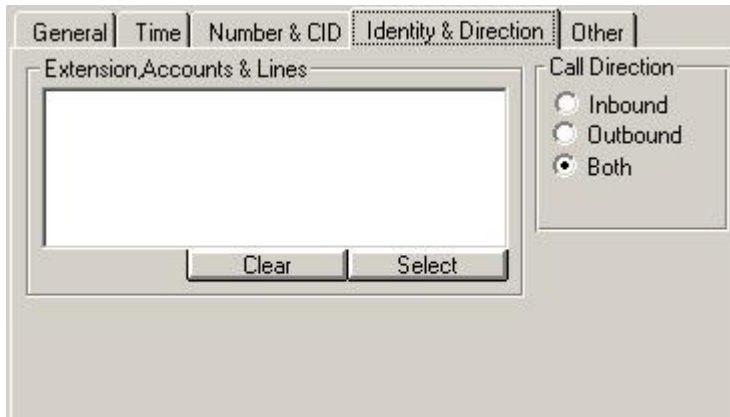 General Time Number & CID Identity & Direction Other
Extension,Accounts & Lines
Call Direction
Inbound
Outbound
Both
Clear Select